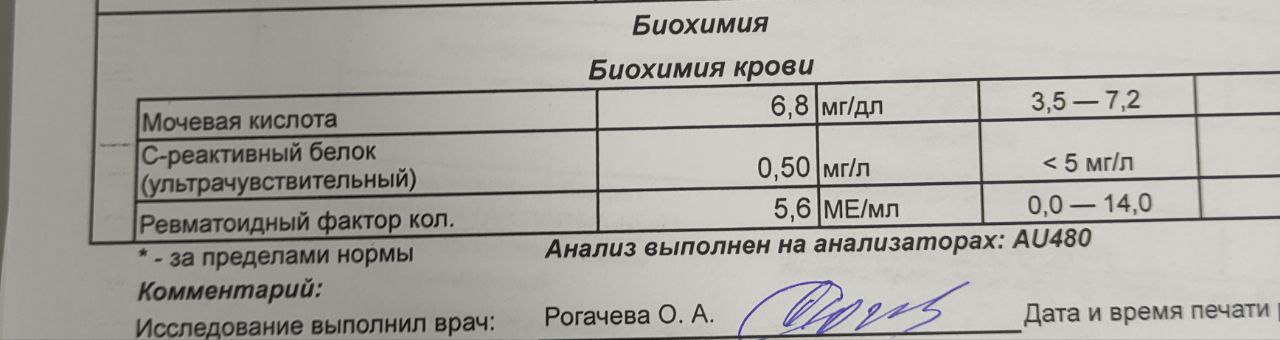 Биохимия
Биохимия крови
Мочевая кислота 6,8 мг/дл 3,5 — 7,2
С-реактивный белок
(ультрачувствительный) 0,50 мг/л < 5 мг/л
Ревматоидный фактор кол. 5,6 МЕ/мл 0,0 — 14,0
* - за пределами нормы Анализ выполнен на анализаторах: AU480
Комментарий:
Исследование выполнил врач: Рогачева О. А. Дата и время печати